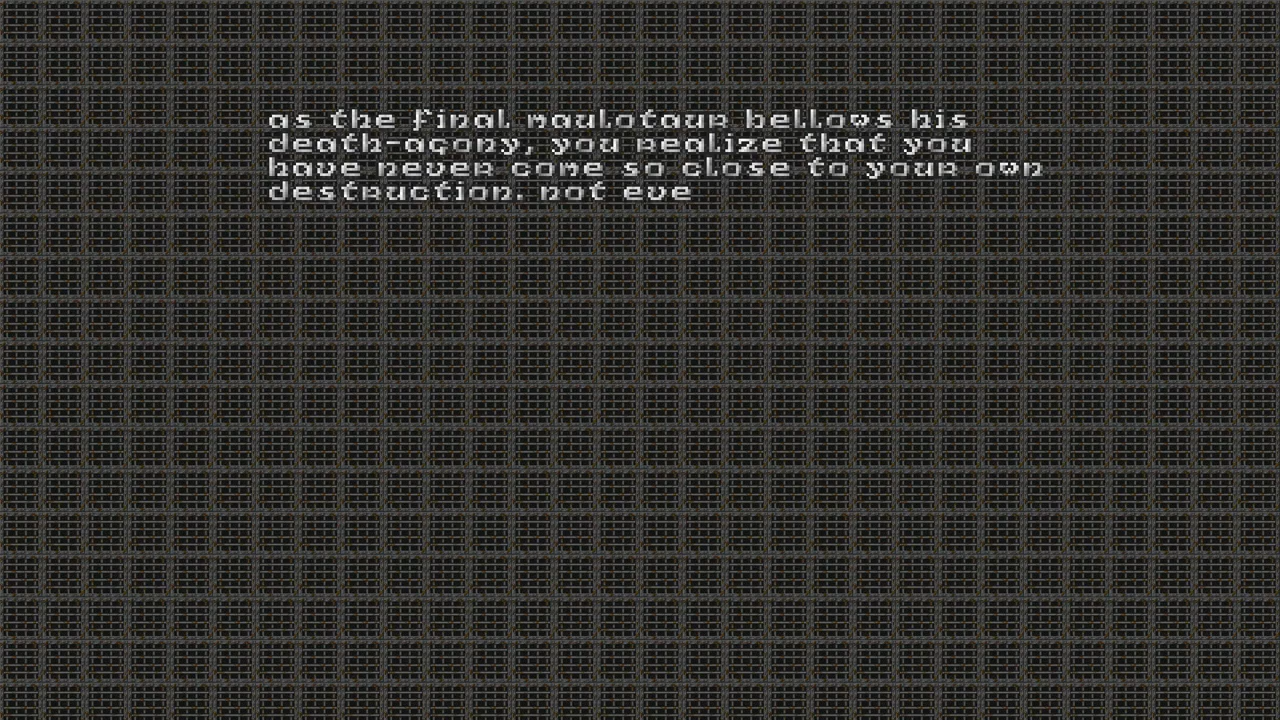 as the final maulotaur bellows his
death-agony, you realize that you
have never come so close to your own
destruction. not eve